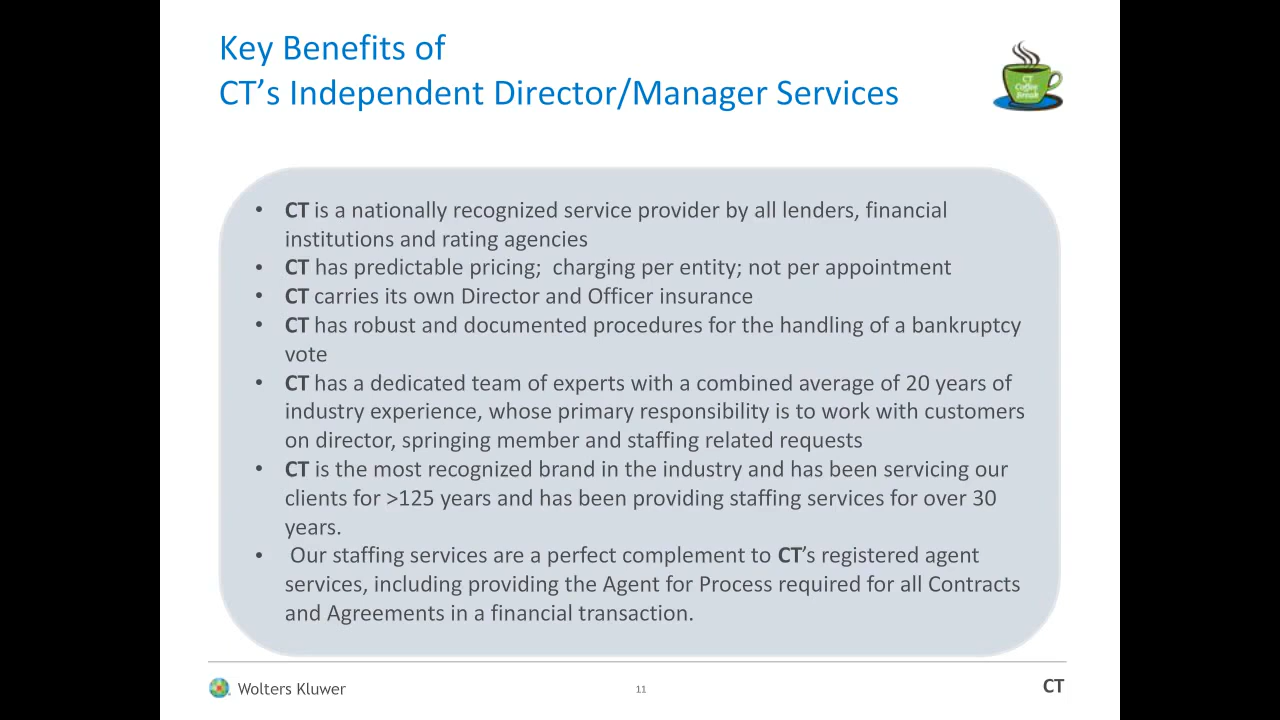 Key Benefits of
CT's Independent Director/Manager Services
CT Coffee Break
• CT is a nationally recognized service provider by all lenders, financial
institutions and rating agencies
• CT has predictable pricing;  charging per entity; not per appointment
• CT carries its own Director and Officer insurance
• CT has robust and documented procedures for the handling of a bankruptcy
vote
• CT has a dedicated team of experts with a combined average of 20 years of
industry experience, whose primary responsibility is to work with customers
on director, springing member and staffing related requests
• CT is the most recognized brand in the industry and has been servicing our
clients for >125 years and has been providing staffing services for over 30
years.
• Our staffing services are a perfect complement to CT's registered agent
services, including providing the Agent for Process required for all Contracts
and Agreements in a financial transaction.
Wolters Kluwer
11
CT